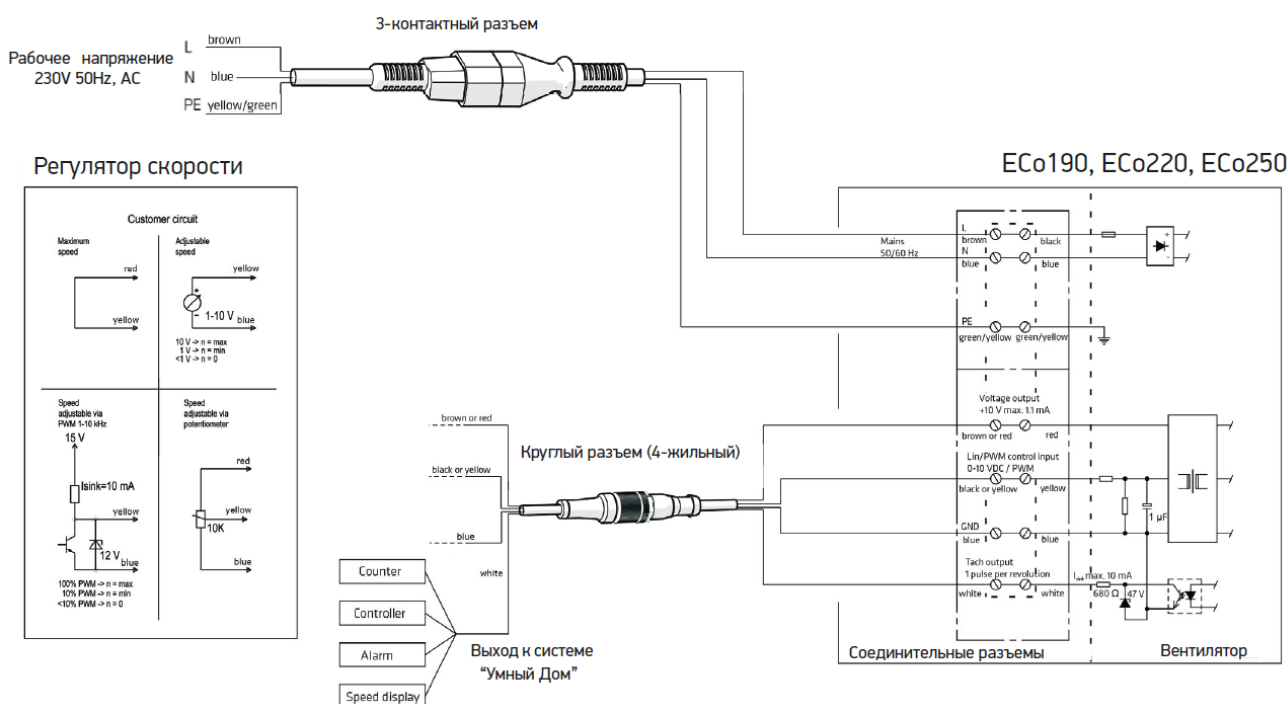 3-контактный разъем
Рабочее напряжение
230V 50Hz, AC
L brown
N blue
PE yellow/green
Регулятор скорости
ECo190, ECo220, ECo250
Customer circuit
Maximum
speed
red
yellow
Adjustable
speed
yellow
+
1-10 V
-
blue
10 V -> n = max
1 V -> n = min
<1 V -> n = 0
Speed
adjustable via
PWM 1-10 kHz
15 V
Isink=10 mA
yellow
12 V
blue
100% PWM -> n = max
10% PWM -> n = min
<10% PWM -> n = 0
Speed
adjustable via
potentiometer
red
yellow
10K
blue
brown or red
black or yellow
blue
white
Круглый разъем (4-жильный)
Counter
Controller
Alarm
Speed display
Выход к системе
“Умный Дом”
Mains
50/60 Hz
L
brown
black
N
blue
blue
+
-
PE
green/yellow
green/yellow
Voltage output
+10 V max. 1.1 mA
brown or red
red
Lin/PWM control input
0-10 VDC / PWM
black or yellow
yellow
1 µF
GND
blue
blue
Tach output
1 pulse per revolution
white
white
Isink max. 10 mA
680 Ω
47 V
Соединительные разъемы
Вентилятор